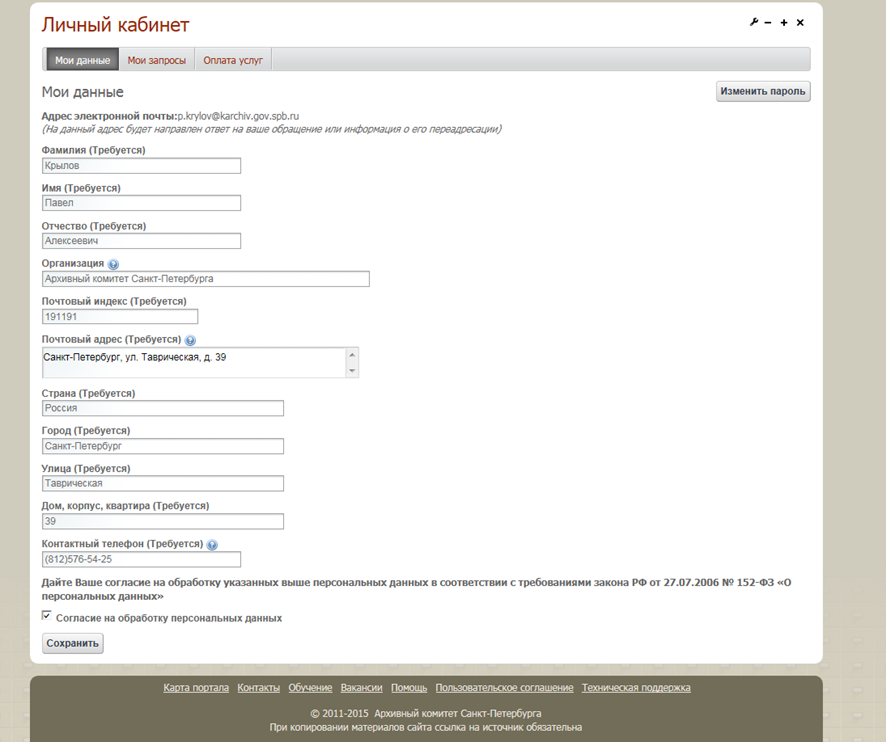 Личный кабинет
Мои данные Мои запросы Оплата услуг
Мои данные
Изменить пароль
Адрес электронной почты:p.krylov@karchiv.gov.spb.ru
(На данный адрес будет направлен ответ на ваше обращение или информация о его переадресации)
Фамилия (Требуется)
Крылов
Имя (Требуется)
Павел
Отчество (Требуется)
Алексеевич
Организация
Архивный комитет Санкт-Петербурга
Почтовый индекс (Требуется)
191191
Почтовый адрес (Требуется)
Санкт-Петербург, ул. Таврическая, д. 39
Страна (Требуется)
Россия
Город (Требуется)
Санкт-Петербург
Улица (Требуется)
Таврическая
Дом, корпус, квартира (Требуется)
39
Контактный телефон (Требуется)
(812)576-54-25
Дайте Ваше согласие на обработку указанных выше персональных данных в соответствии с требованиями закона РФ от 27.07.2006 № 152-ФЗ «О
персональных данных»
Согласие на обработку персональных данных
Сохранить
Карта портала Контакты Обучение Вакансии Помощь Пользовательское соглашение Техническая поддержка
© 2011-2015 Архивный комитет Санкт-Петербурга
При копировании материалов сайта ссылка на источник обязательна